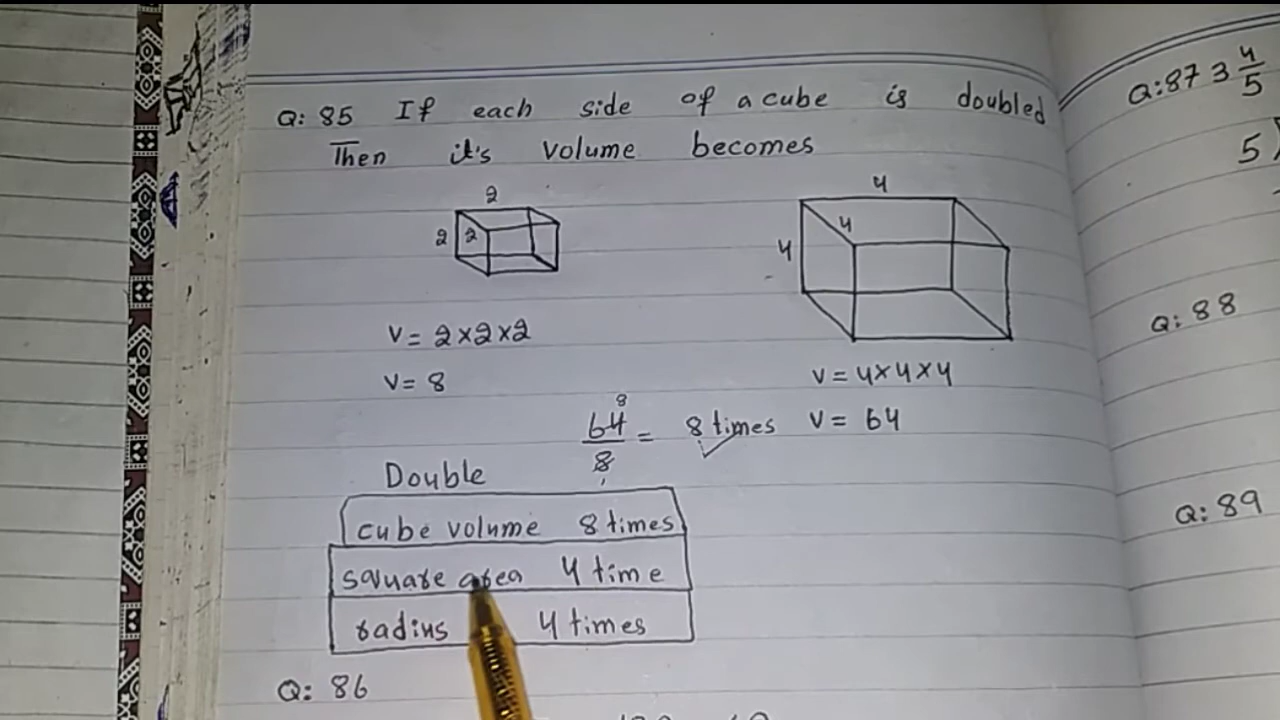 Q: 85 If each side of a cube is doubled
Then it's volume becomes
2
2
2
4
4
4
V = 2×2×2
V = 8
V = 4×4×4
V = 64
64/8 = 8 times
8
Double
cube volume 8 times
square area 4 time
radius 4 times
Q: 86
Q:87 3 4/5
5)
Q: 88
Q: 89